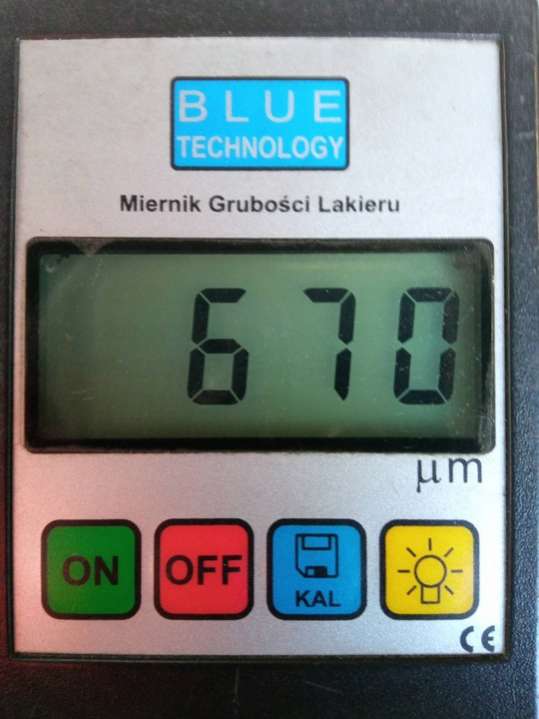 BLUE
TECHNOLOGY
Miernik Grubości Lakieru
670
μm
ON OFF KAL
CE